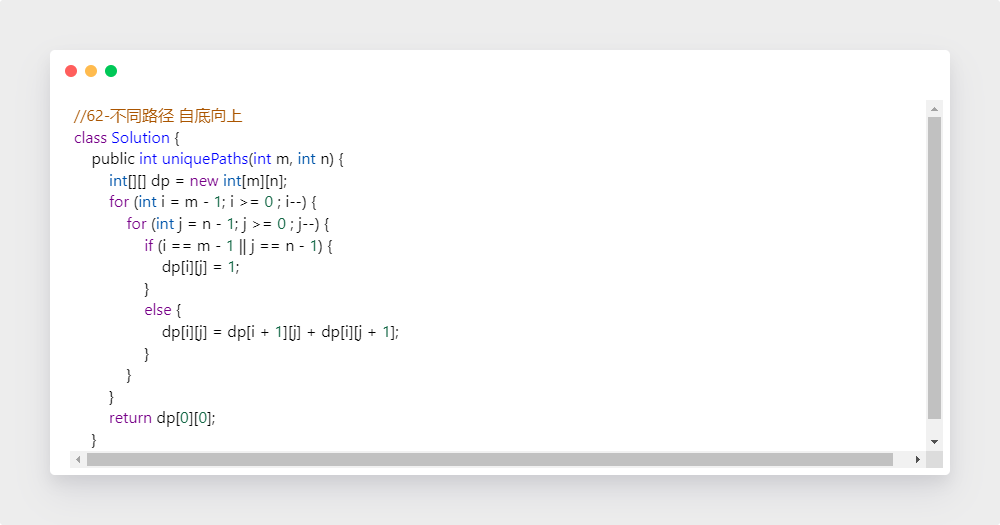 //62-不同路径 自底向上
class Solution {
public int uniquePaths(int m, int n) {
int[][] dp = new int[m][n];
for (int i = m - 1; i >= 0 ; i--) {
for (int j = n - 1; j >= 0 ; j--) {
if (i == m - 1 || j == n - 1) {
dp[i][j] = 1;
}
else {
dp[i][j] = dp[i + 1][j] + dp[i][j + 1];
}
}
}
return dp[0][0];
}